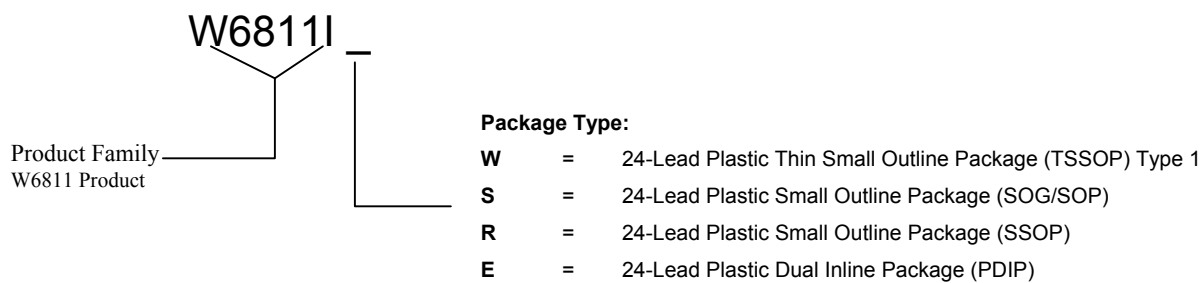 W6811I _
Package Type:
Product Family
W6811 Product
W = 24-Lead Plastic Thin Small Outline Package (TSSOP) Type 1
S = 24-Lead Plastic Small Outline Package (SOG/SOP)
R = 24-Lead Plastic Small Outline Package (SSOP)
E = 24-Lead Plastic Dual Inline Package (PDIP)